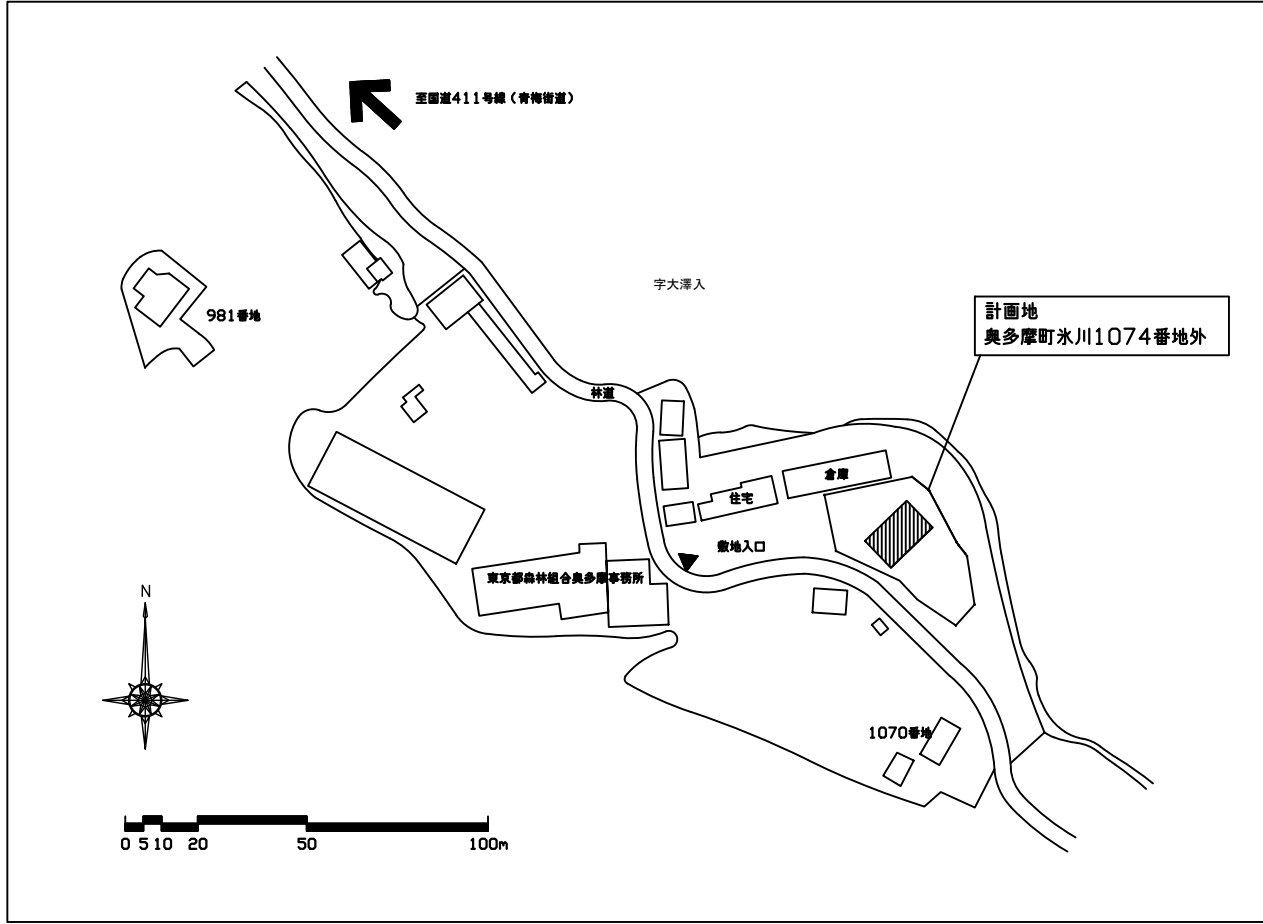 至国道411号線（青梅街道）
字大澤入
981番地
計画地
奥多摩町氷川1074番地外
林道
倉庫
住宅
敷地入口
東京都森林組合奥多摩事務所
N
1070番地
0 5 10 20 50 100m